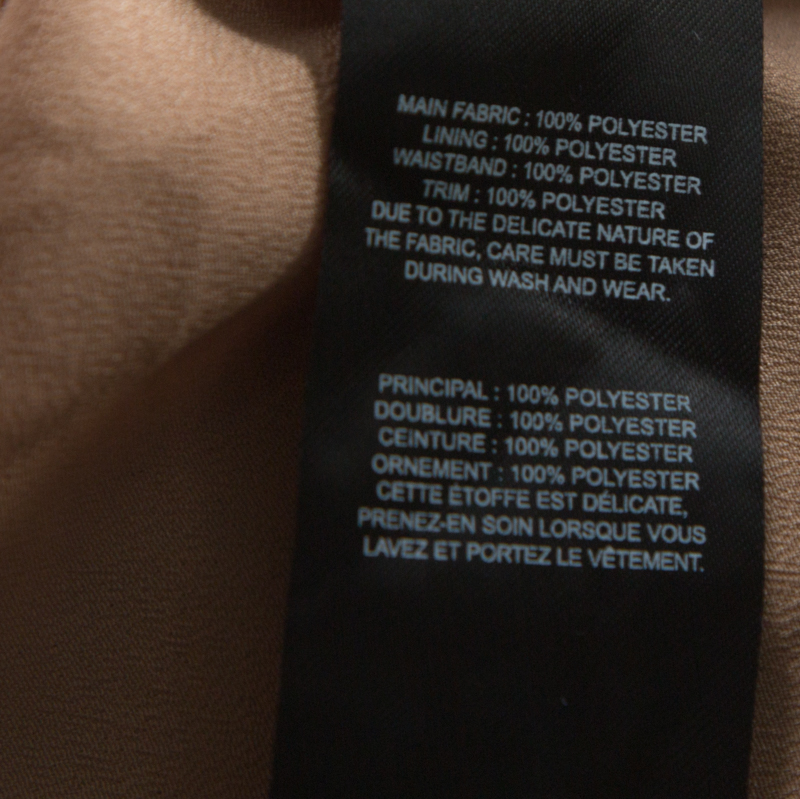 MAIN FABRIC : 100% POLYESTER
LINING : 100% POLYESTER
WAISTBAND : 100% POLYESTER
TRIM : 100% POLYESTER
DUE TO THE DELICATE NATURE OF
THE FABRIC, CARE MUST BE TAKEN
DURING WASH AND WEAR.
PRINCIPAL : 100% POLYESTER
DOUBLURE : 100% POLYESTER
CEINTURE : 100% POLYESTER
ORNEMENT : 100% POLYESTER
CETTE ÉTOFFE EST DÉLICATE,
PRENEZ-EN SOIN LORSQUE VOUS
LAVEZ ET PORTEZ LE VÊTEMENT.